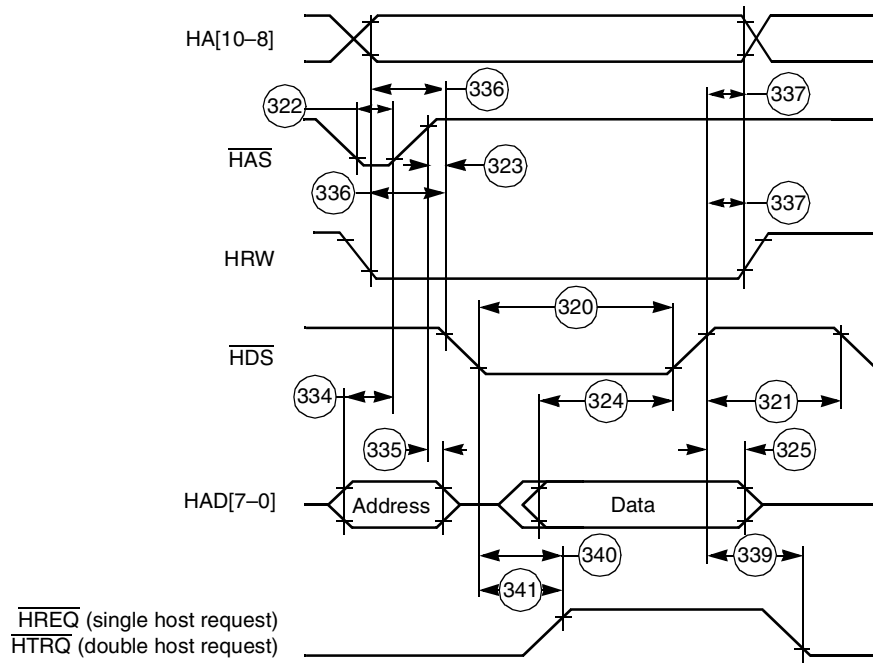 HA[10–8]
336
337
322
HAS
323
336
337
HRW
320
HDS
334
324
321
335
325
HAD[7–0]
Address
Data
340
339
341
HREQ (single host request)
HTRQ (double host request)